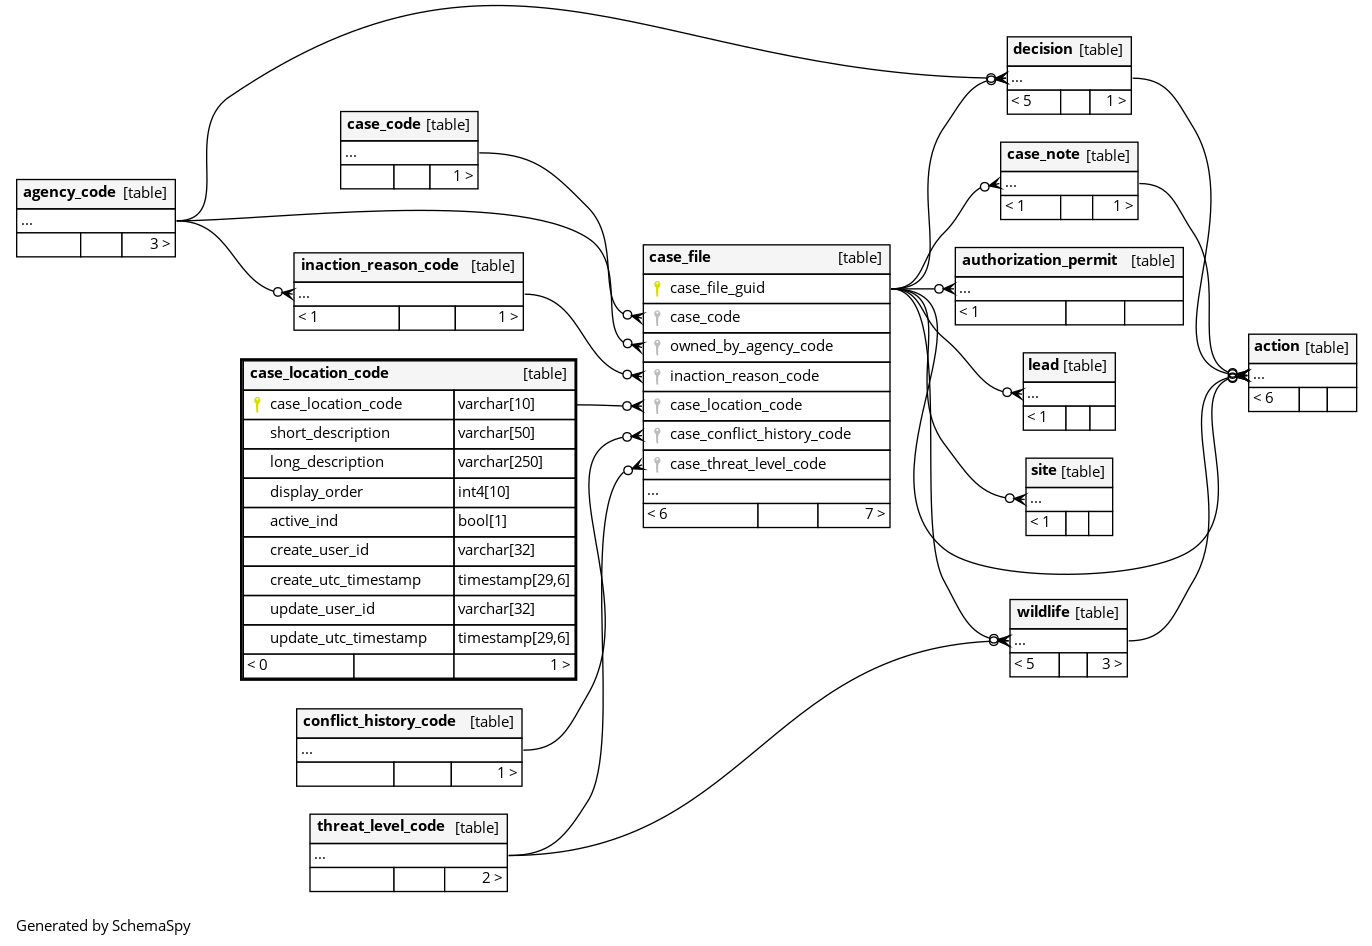 decision [table]
...
< 5 1 >
case_code [table]
...
1 >
case_note [table]
...
< 1 1 >
agency_code [table]
...
3 >
inaction_reason_code [table]
...
< 1 1 >
case_file [table]
case_file_guid
case_code
owned_by_agency_code
inaction_reason_code
case_location_code
case_conflict_history_code
case_threat_level_code
...
< 6 7 >
authorization_permit [table]
...
< 1
action [table]
...
< 6
lead [table]
...
< 1
case_location_code [table]
case_location_code varchar[10]
short_description varchar[50]
long_description varchar[250]
display_order int4[10]
active_ind bool[1]
create_user_id varchar[32]
create_utc_timestamp timestamp[29,6]
update_user_id varchar[32]
update_utc_timestamp timestamp[29,6]
< 0 1 >
site [table]
...
< 1
wildlife [table]
...
< 5 3 >
conflict_history_code [table]
...
1 >
threat_level_code [table]
...
2 >
Generated by SchemaSpy